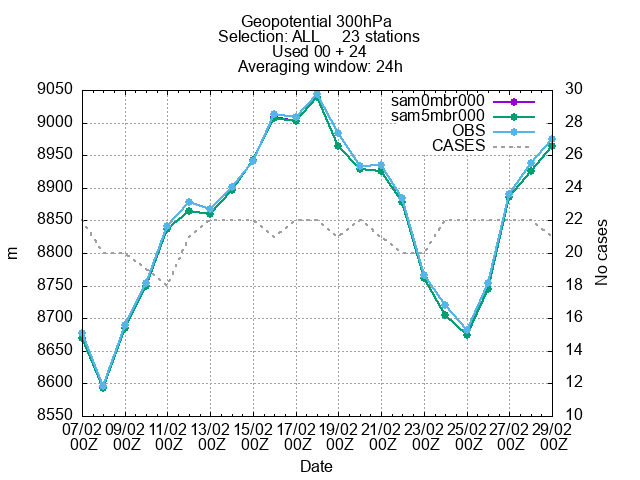 Geopotential 300hPa
Selection: ALL     23 stations
Used 00 + 24
Averaging window: 24h
sam0mbr000
sam5mbr000
OBS
CASES
9050
9000
8950
8900
8850
8800
8750
8700
8650
8600
8550
30
28
26
24
22
20
18
16
14
12
10
m
No cases
07/02 09/02 11/02 13/02 15/02 17/02 19/02 21/02 23/02 25/02 27/02 29/02
00Z 00Z 00Z 00Z 00Z 00Z 00Z 00Z 00Z 00Z 00Z 00Z
Date